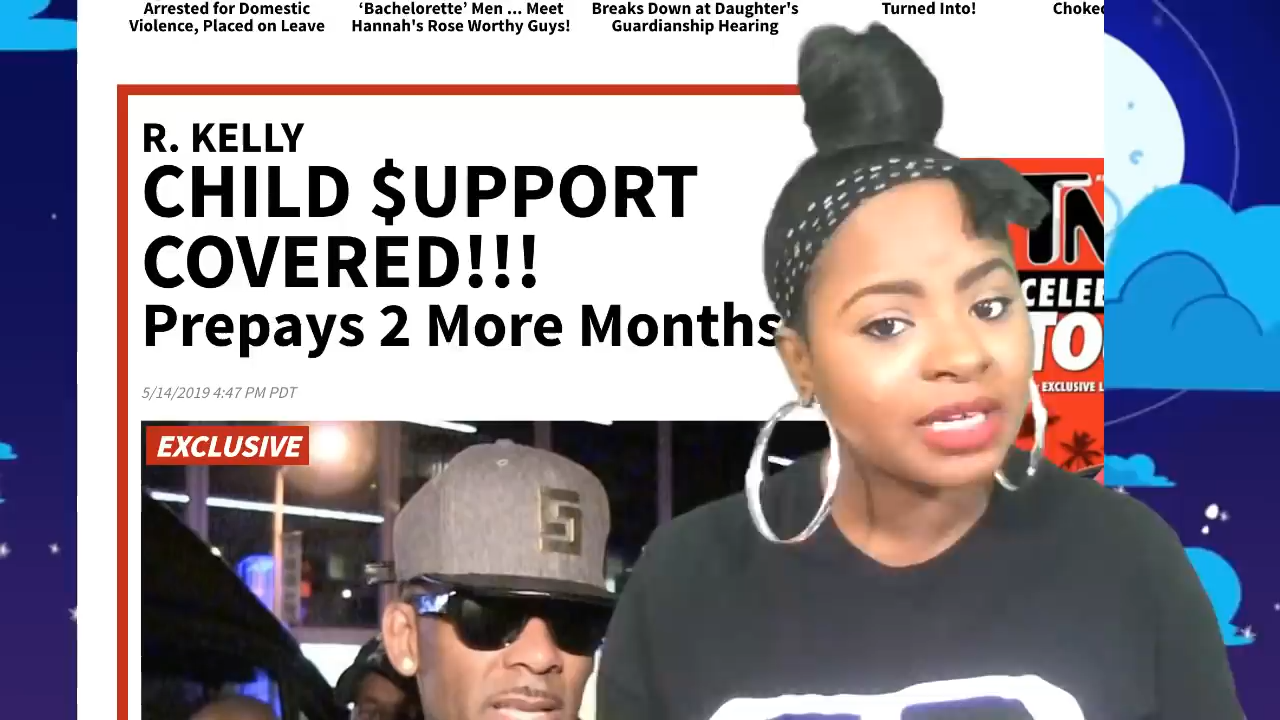 Arrested for Domestic
Violence, Placed on Leave
‘Bachelorette’ Men ... Meet
Hannah's Rose Worthy Guys!
Breaks Down at Daughter's
Guardianship Hearing
Turned Into!
Choked
R. KELLY
CHILD $UPPORT
COVERED!!!
Prepays 2 More Months
5/14/2019 4:47 PM PDT
EXCLUSIVE
EXCLUSIVE